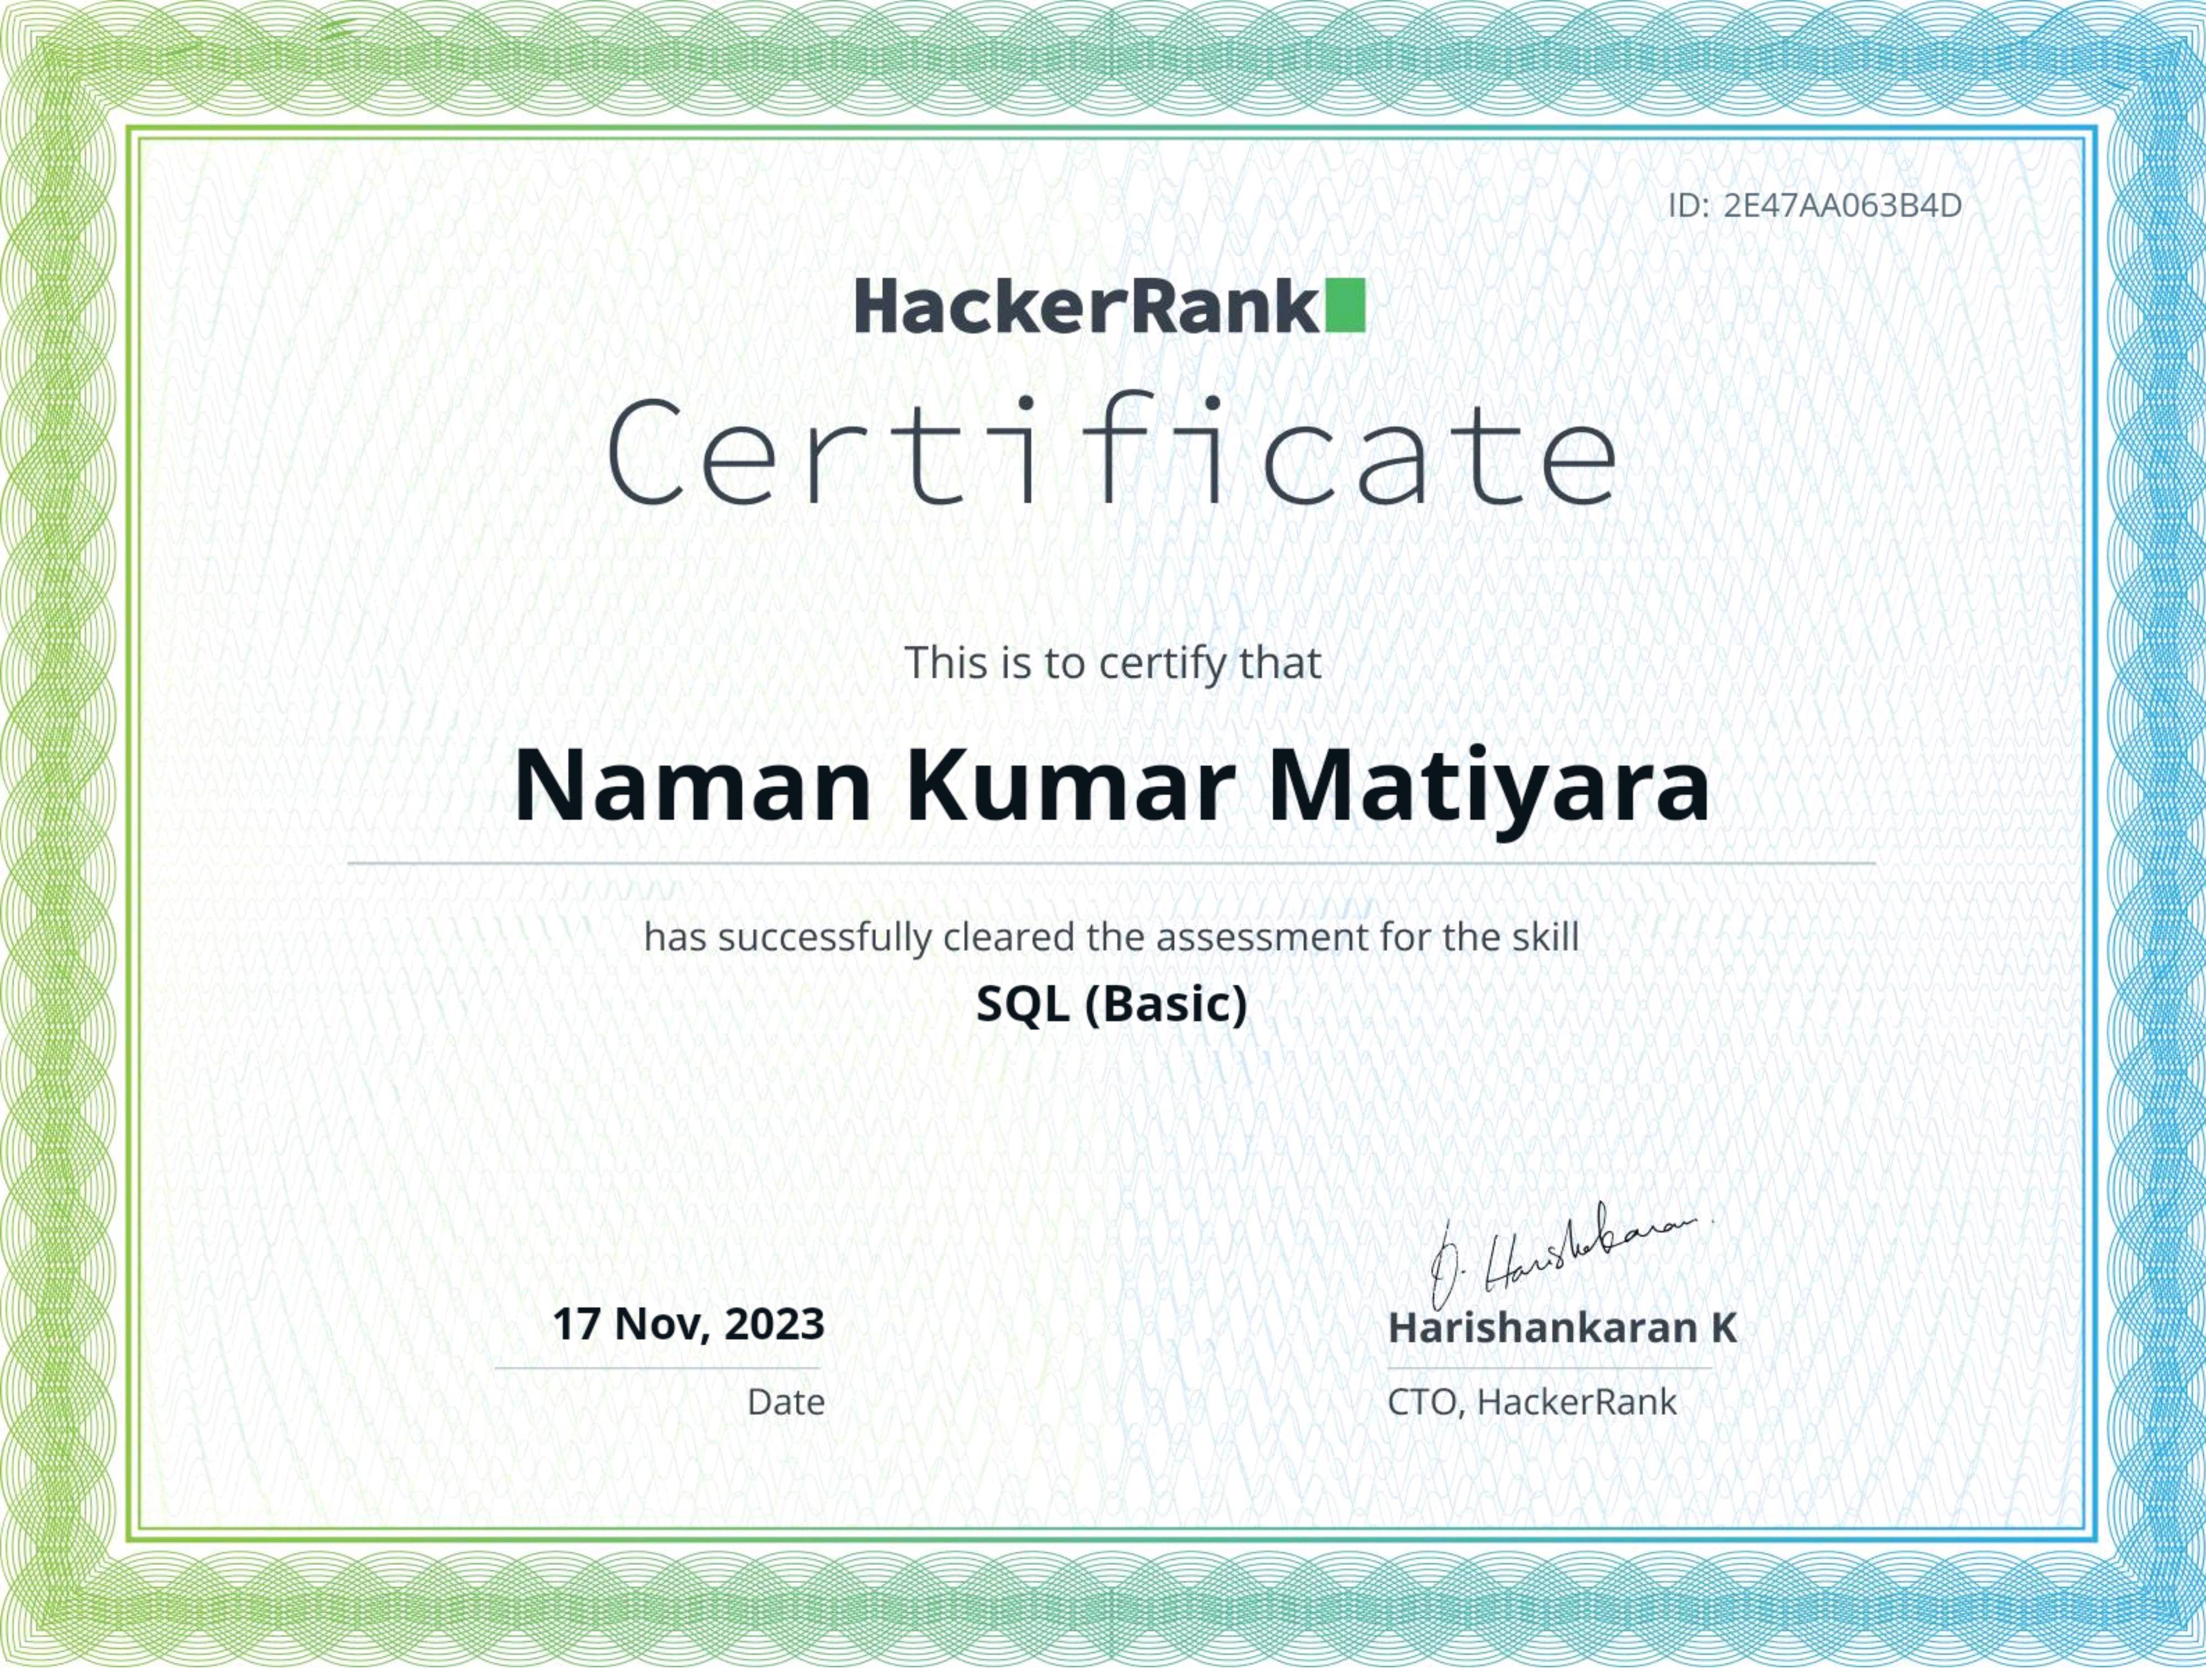 ID: 2E47AA063B4D
HackerRank
Certificate
This is to certify that
Naman Kumar Matiyara
has successfully cleared the assessment for the skill
SQL (Basic)
17 Nov, 2023
Date
Harishankaran
Harishankaran K
CTO, HackerRank